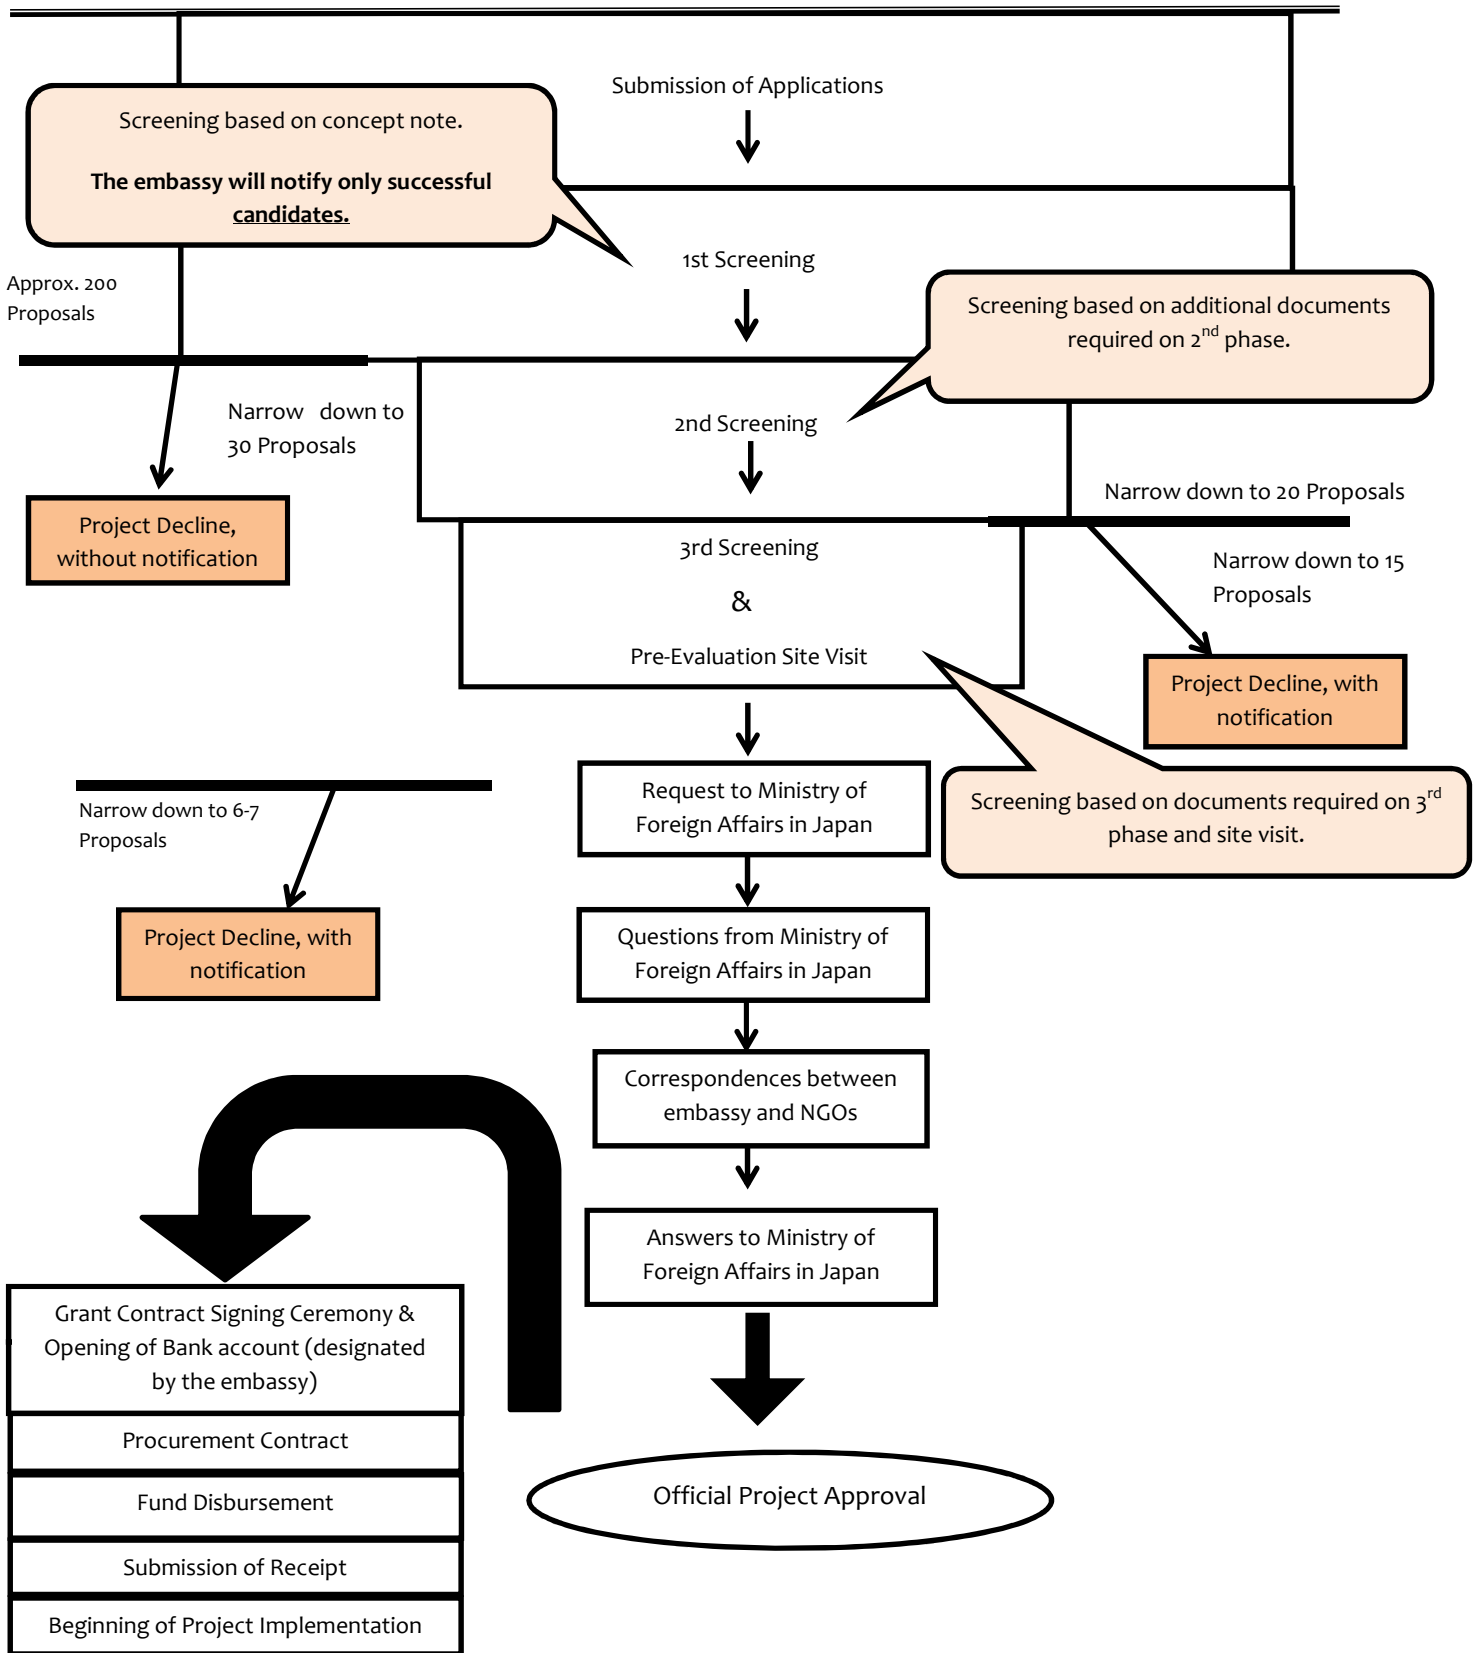 Submission of Applications
Screening based on concept note.
The embassy will notify only successful
candidates.
1st Screening
Approx. 200
Proposals
Screening based on additional documents
required on 2nd phase.
Narrow down to
30 Proposals
2nd Screening
Narrow down to 20 Proposals
Project Decline,
without notification
3rd Screening
&
Pre-Evaluation Site Visit
Narrow down to 15
Proposals
Project Decline, with
notification
Request to Ministry of
Foreign Affairs in Japan
Screening based on documents required on 3rd
phase and site visit.
Narrow down to 6-7
Proposals
Project Decline, with
notification
Questions from Ministry of
Foreign Affairs in Japan
Correspondences between
embassy and NGOs
Answers to Ministry of
Foreign Affairs in Japan
Grant Contract Signing Ceremony &
Opening of Bank account (designated
by the embassy)
Procurement Contract
Fund Disbursement
Submission of Receipt
Beginning of Project Implementation
Official Project Approval